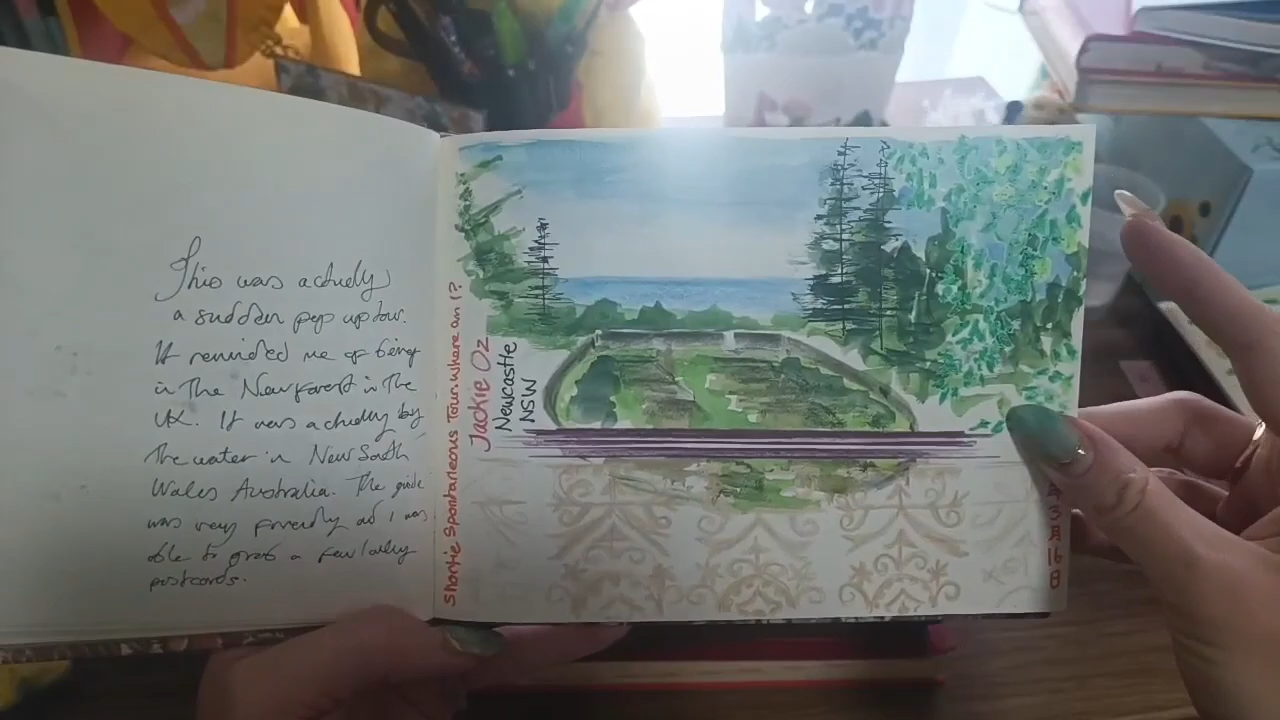 This was actually
a sudden pop up tour.
It reminded me of being
in the New forest in the
UK. It was actually by
the water in New South
Wales Australia. The guide
was very friendly and I was
able to grab a few lovely
postcards.
Shortie Spontaneous Tour. Where am I?
Jackie Oz
Newcastle
NSW
3月16日